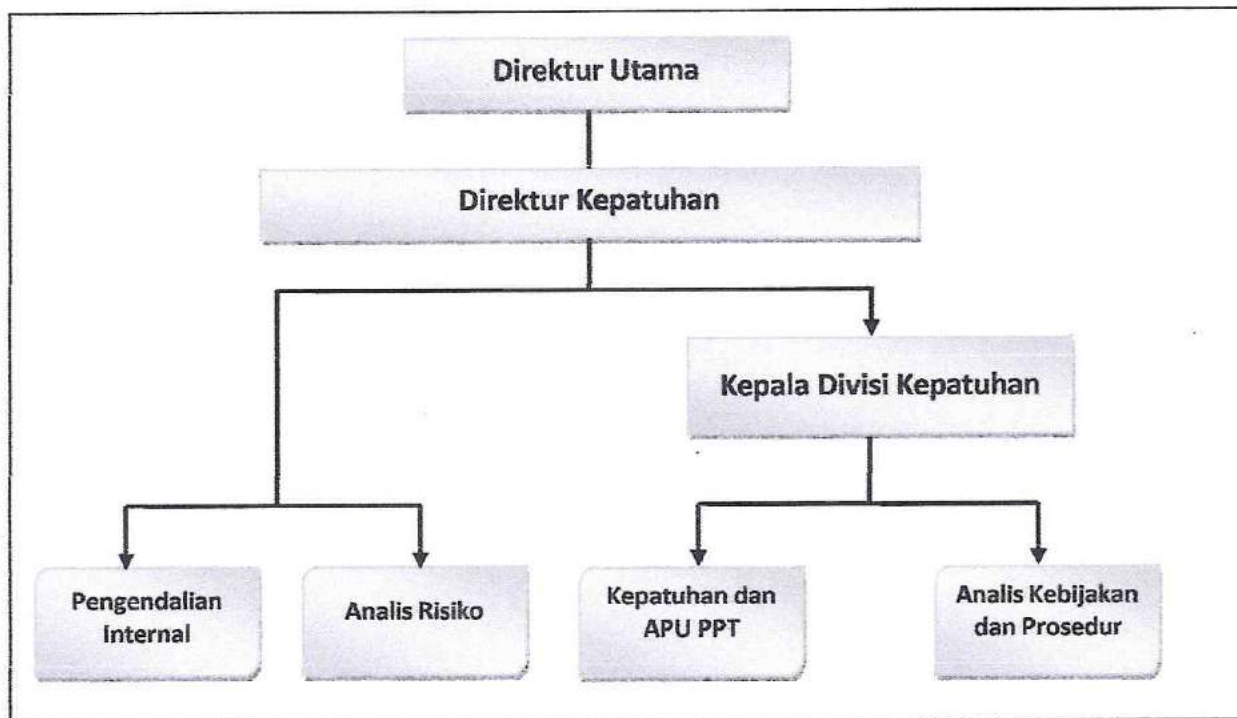 Direktur Utama
Direktur Kepatuhan
Kepala Divisi Kepatuhan
Pengendalian
Internal
Analis Risiko
Kepatuhan dan
APU PPT
Analis Kebijakan
dan Prosedur